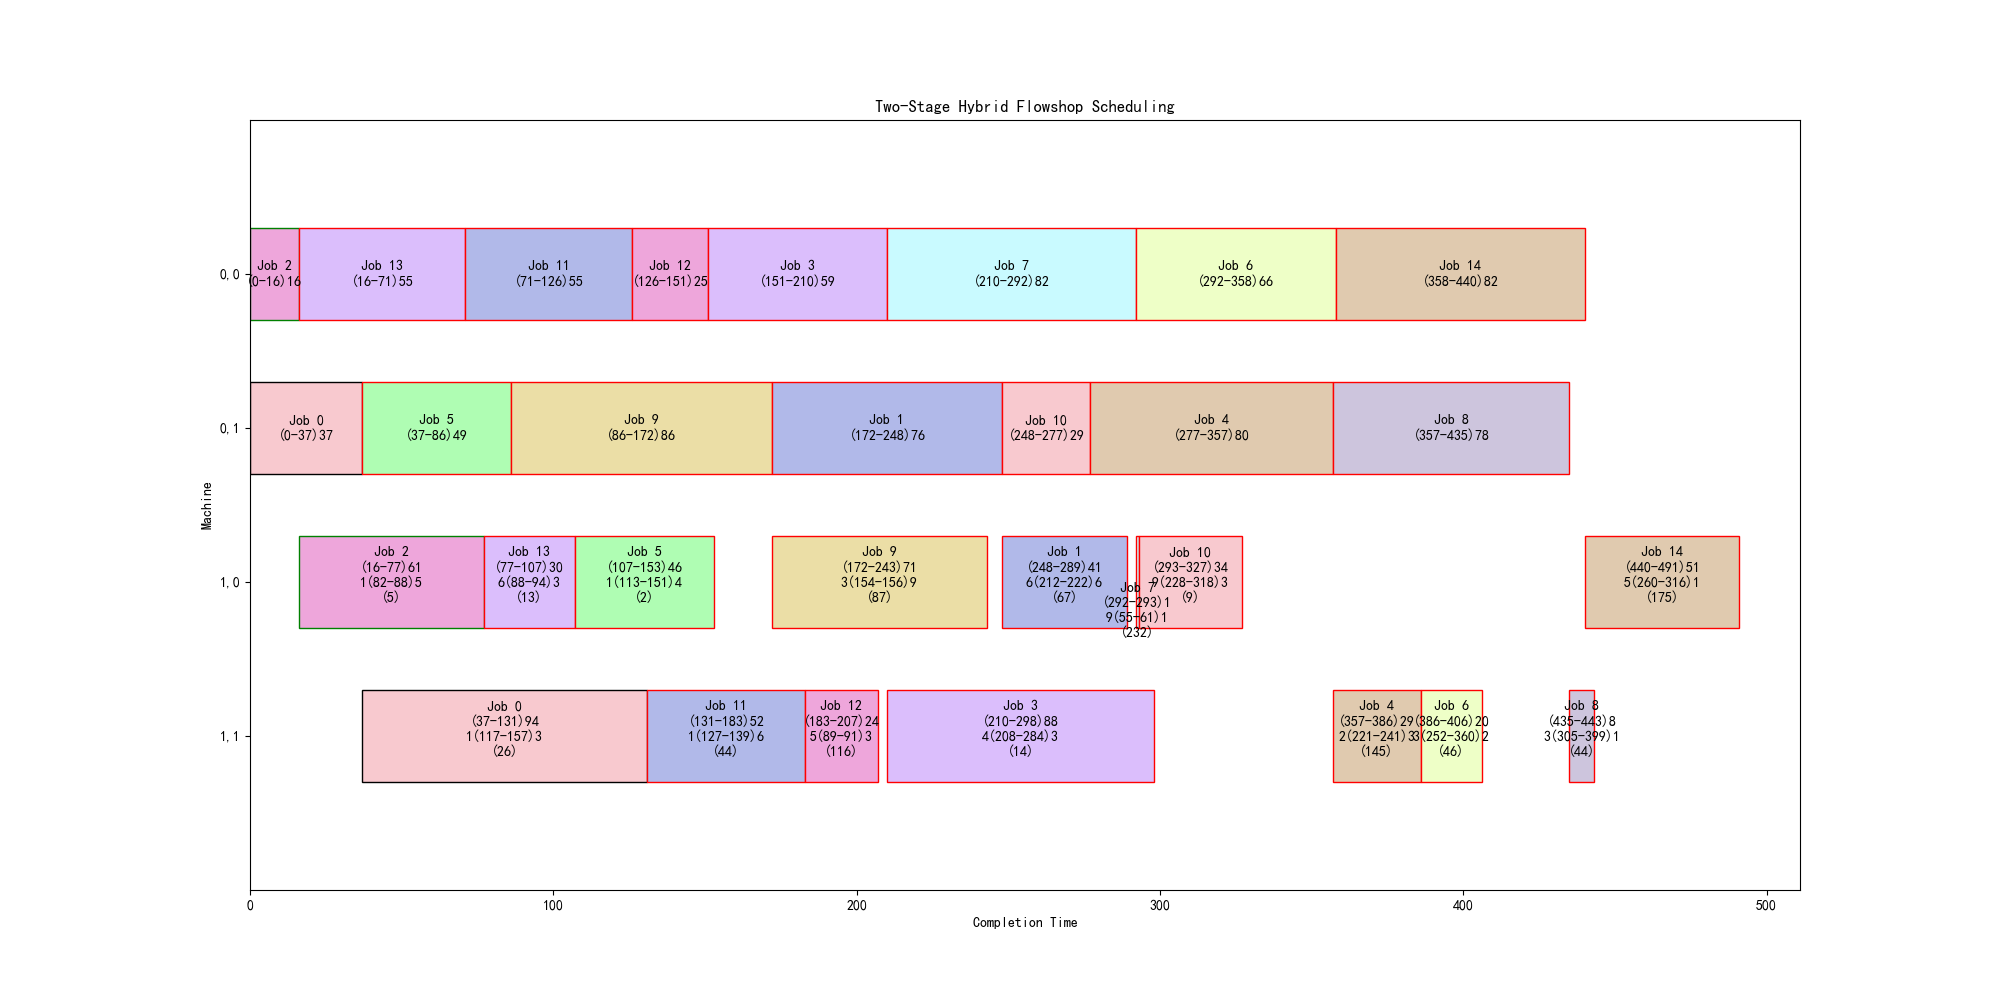 Two-Stage Hybrid Flowshop Scheduling
Machine
0,0
Job 2
(0-16)16
Job 13
(16-71)55
Job 11
(71-126)55
Job 12
(126-151)25
Job 3
(151-210)59
Job 7
(210-292)82
Job 6
(292-358)66
Job 14
(358-440)82
0,1
Job 0
(0-37)37
Job 5
(37-86)49
Job 9
(86-172)86
Job 1
(172-248)76
Job 10
(248-277)29
Job 4
(277-357)80
Job 8
(357-435)78
1,0
Job 2
(16-77)61
1(82-88)5
(5)
Job 13
(77-107)30
6(88-94)3
(13)
Job 5
(107-153)46
1(113-151)4
(2)
Job 9
(172-243)71
3(154-156)9
(87)
Job 1
(248-289)41
6(212-222)6
(67)
Job 7
(292-293)1
9(55-61)1
(232)
Job 10
(293-327)34
9(228-318)3
(9)
Job 14
(440-491)51
5(260-316)1
(175)
1,1
Job 0
(37-131)94
1(117-157)3
(26)
Job 11
(131-183)52
1(127-139)6
(44)
Job 12
(183-207)24
5(89-91)3
(116)
Job 3
(210-298)88
4(208-284)3
(14)
Job 4
(357-386)29
2(221-241)3
(145)
Job 6
(386-406)20
3(252-360)2
(46)
Job 8
(435-443)8
3(305-399)1
(44)
0
100
200
300
400
500
Completion Time